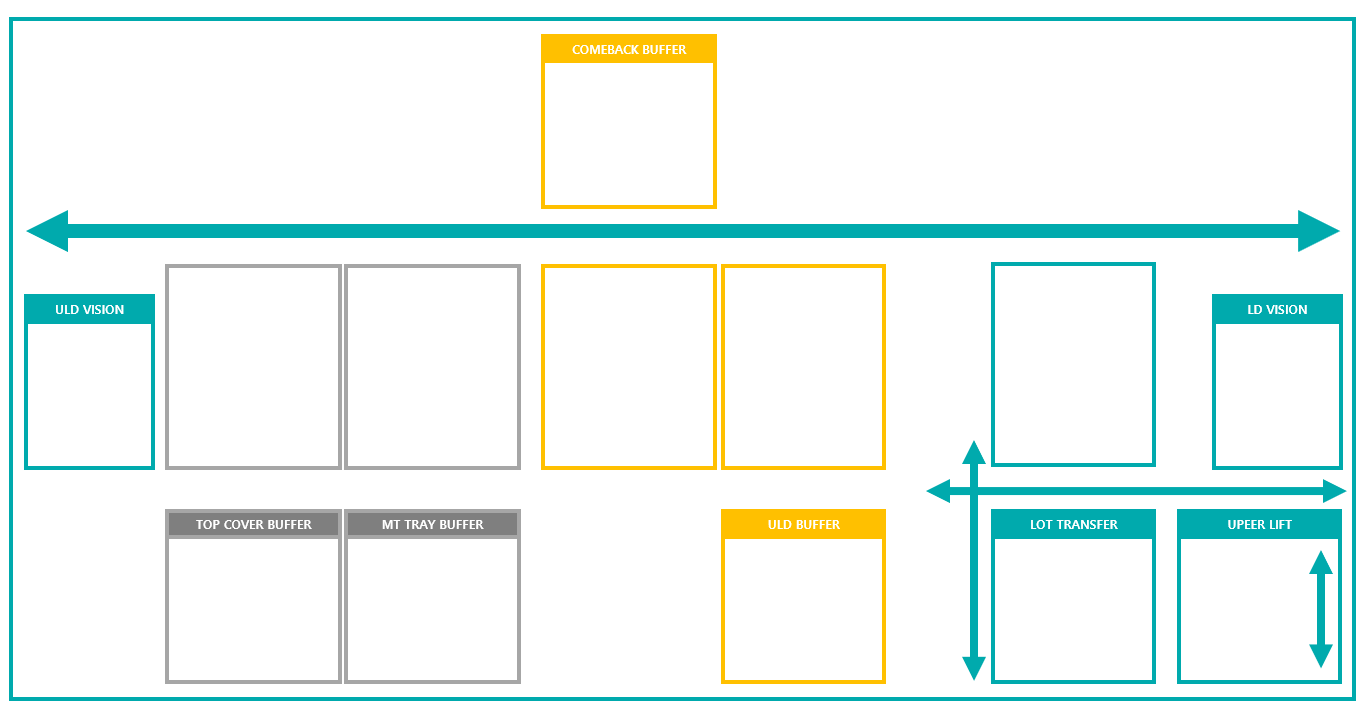 COMEBACK BUFFER
ULD VISION
LD VISION
TOP COVER BUFFER
MT TRAY BUFFER
ULD BUFFER
LOT TRANSFER
UPEER LIFT